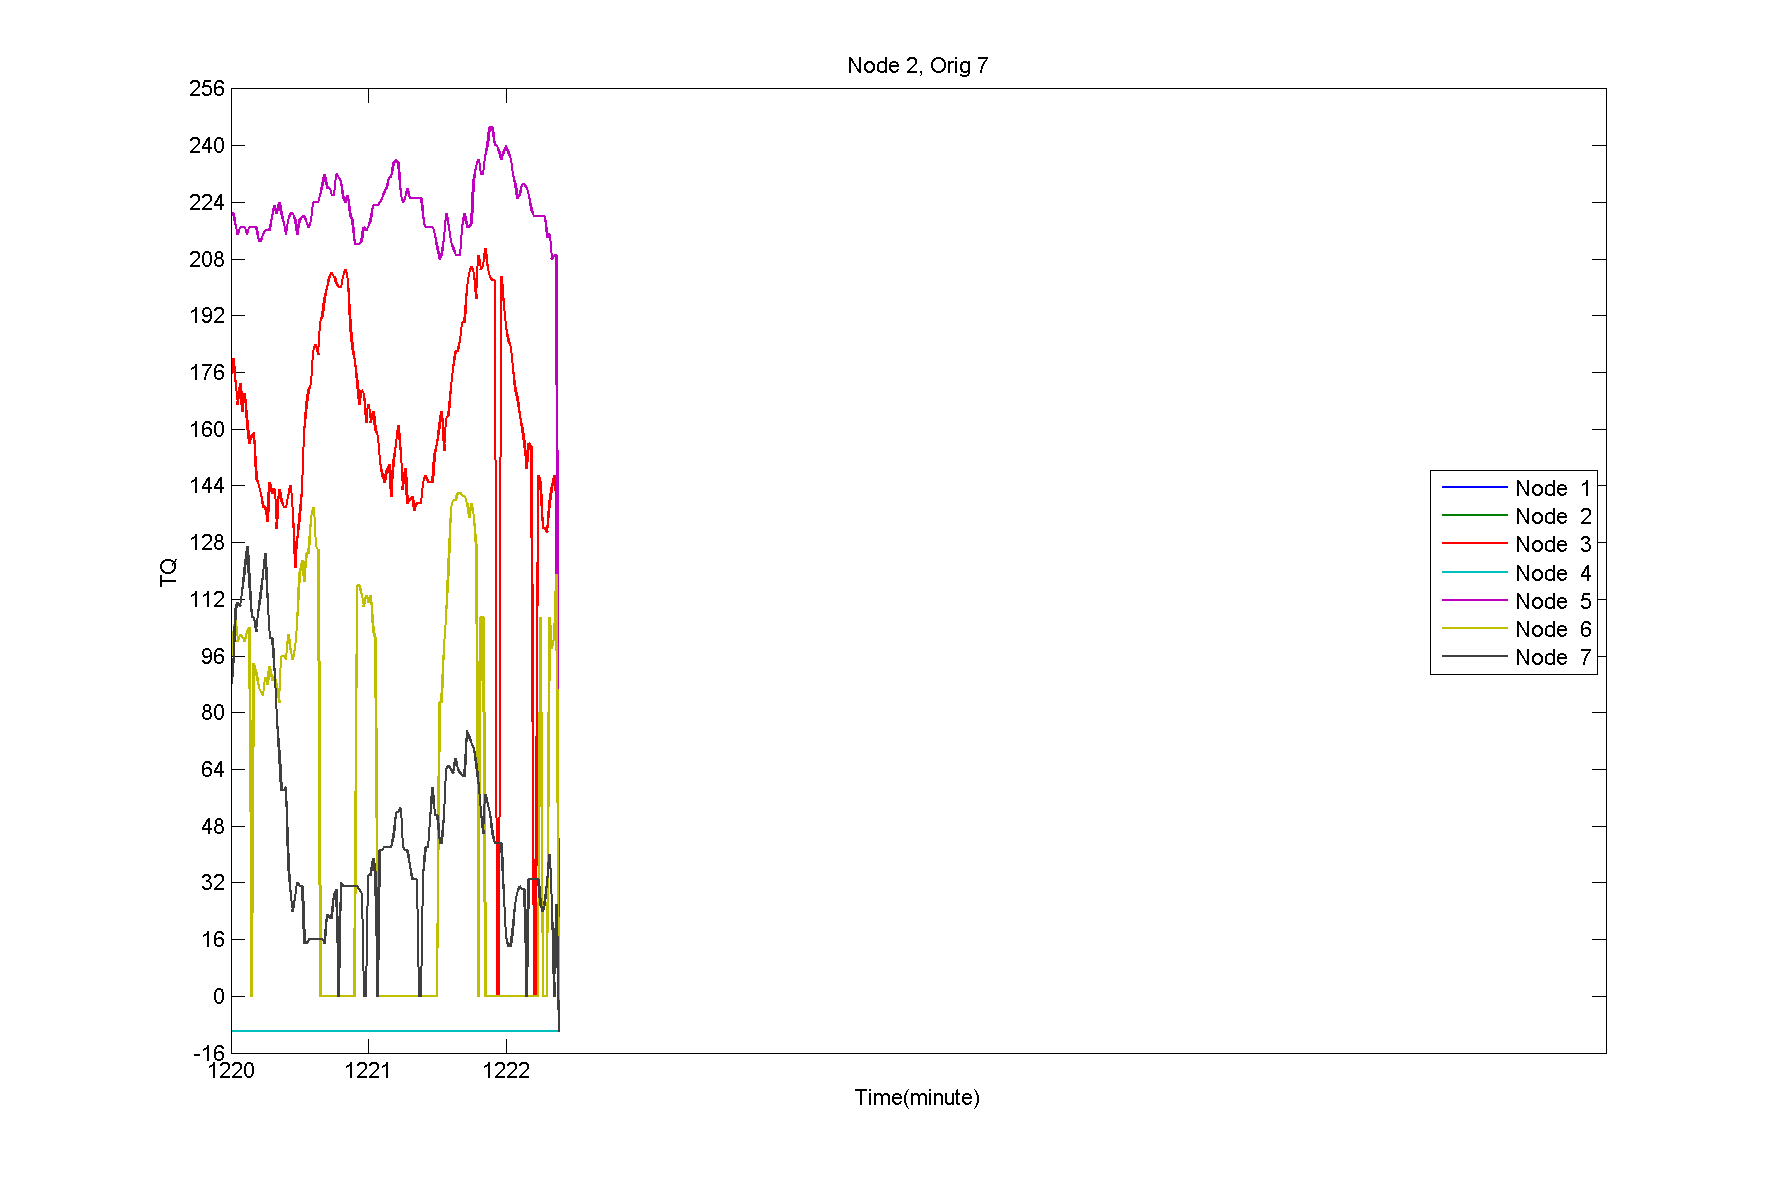 Node 2, Orig 7
256
240
224
208
192
176
160
144
128
112
96
80
64
48
32
16
0
-16
TQ
1220 1221 1222
Time(minute)
Node 1
Node 2
Node 3
Node 4
Node 5
Node 6
Node 7